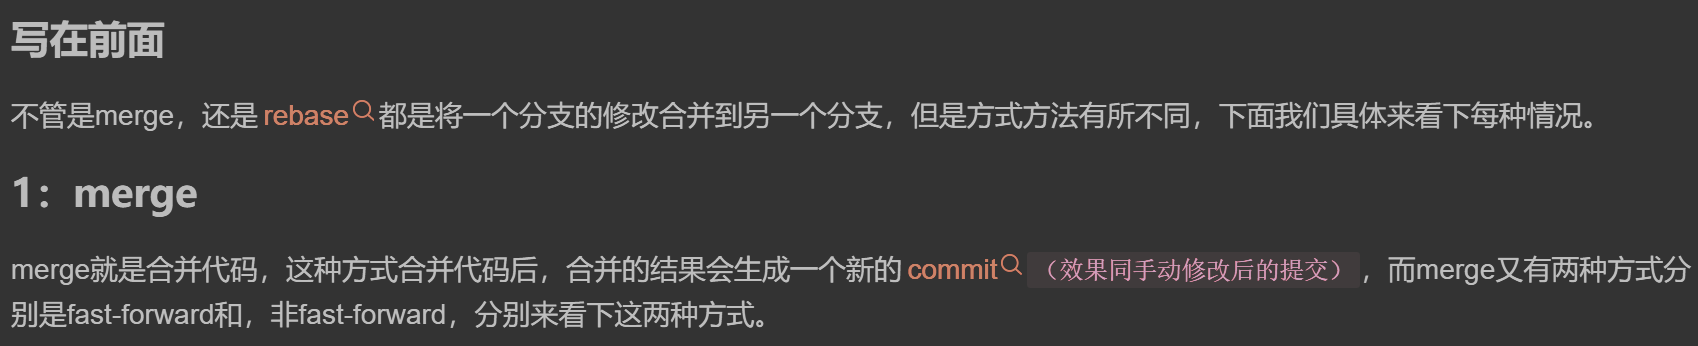 写在前面
不管是merge，还是 rebase 都是将一个分支的修改合并到另一个分支，但是方式方法有所不同，下面我们具体来看下每种情况。
1：merge
merge就是合并代码，这种方式合并代码后，合并的结果会生成一个新的 commit （效果同手动修改后的提交），而merge又有两种方式分
别是fast-forward和，非fast-forward，分别来看下这两种方式。